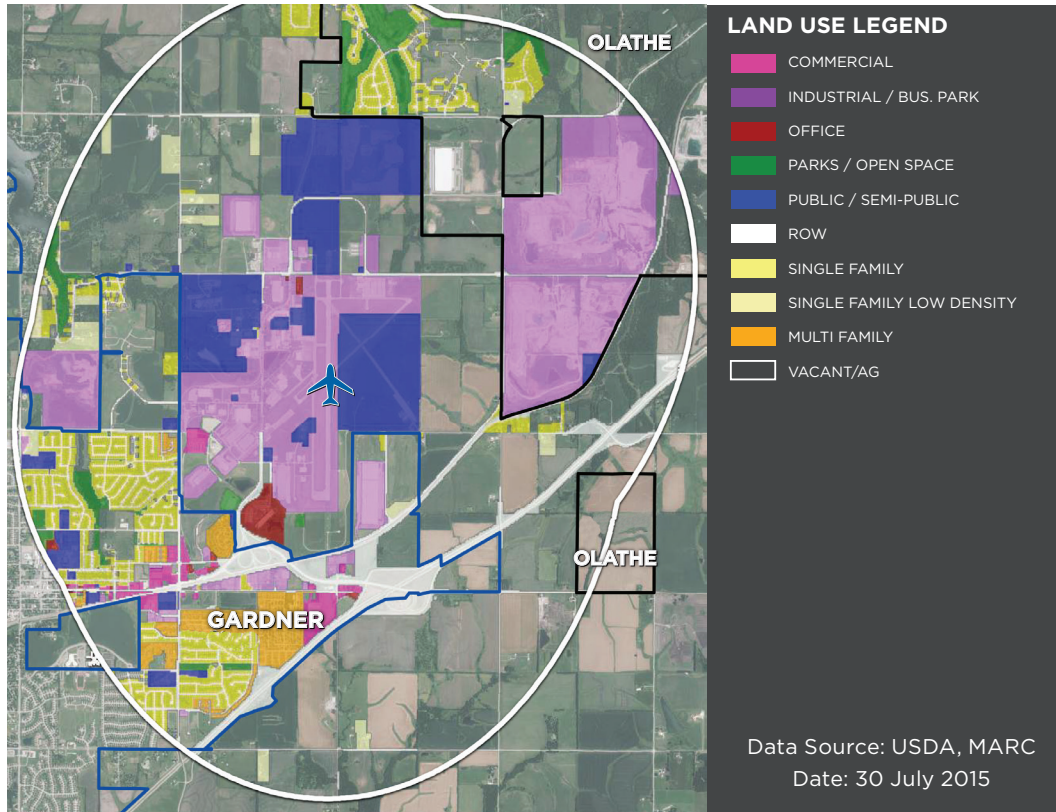 OLATHE
OLATHE
GARDNER
LAND USE LEGEND
COMMERCIAL
INDUSTRIAL / BUS. PARK
OFFICE
PARKS / OPEN SPACE
PUBLIC / SEMI-PUBLIC
ROW
SINGLE FAMILY
SINGLE FAMILY LOW DENSITY
MULTI FAMILY
VACANT/AG
Data Source: USDA, MARC
Date: 30 July 2015